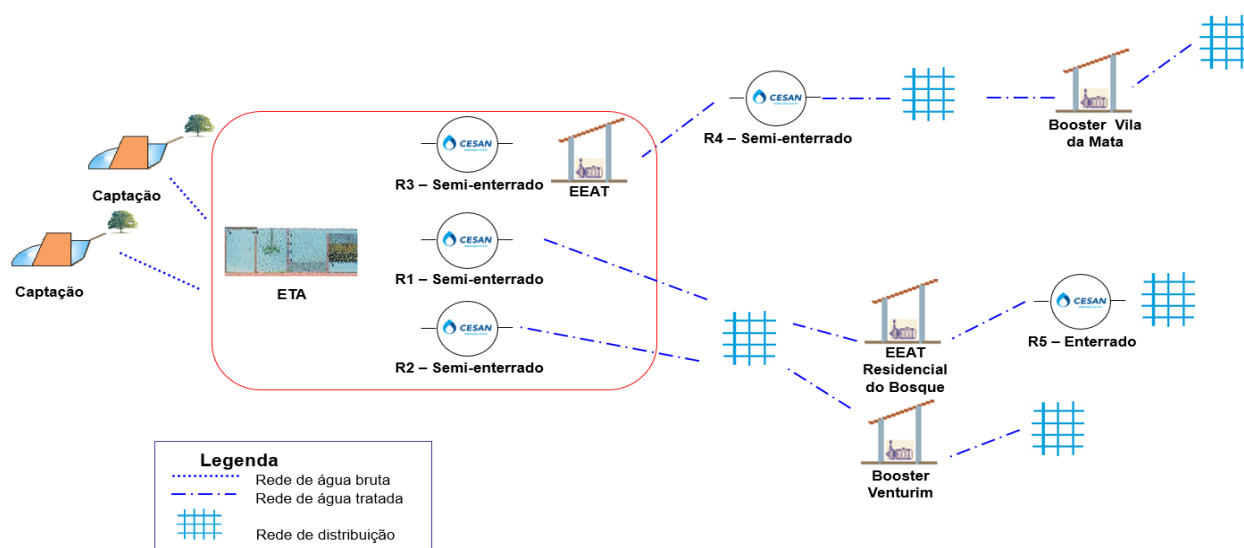 CESAN
R4 – Semi-enterrado
Booster Vila
da Mata
CESAN
R3 – Semi-enterrado
EEAT
Captação
Captação
ETA
CESAN
R1 – Semi-enterrado
CESAN
R2 – Semi-enterrado
EEAT
Residencial
do Bosque
CESAN
R5 – Enterrado
Booster
Venturim
Legenda
Rede de água bruta
Rede de água tratada
Rede de distribuição